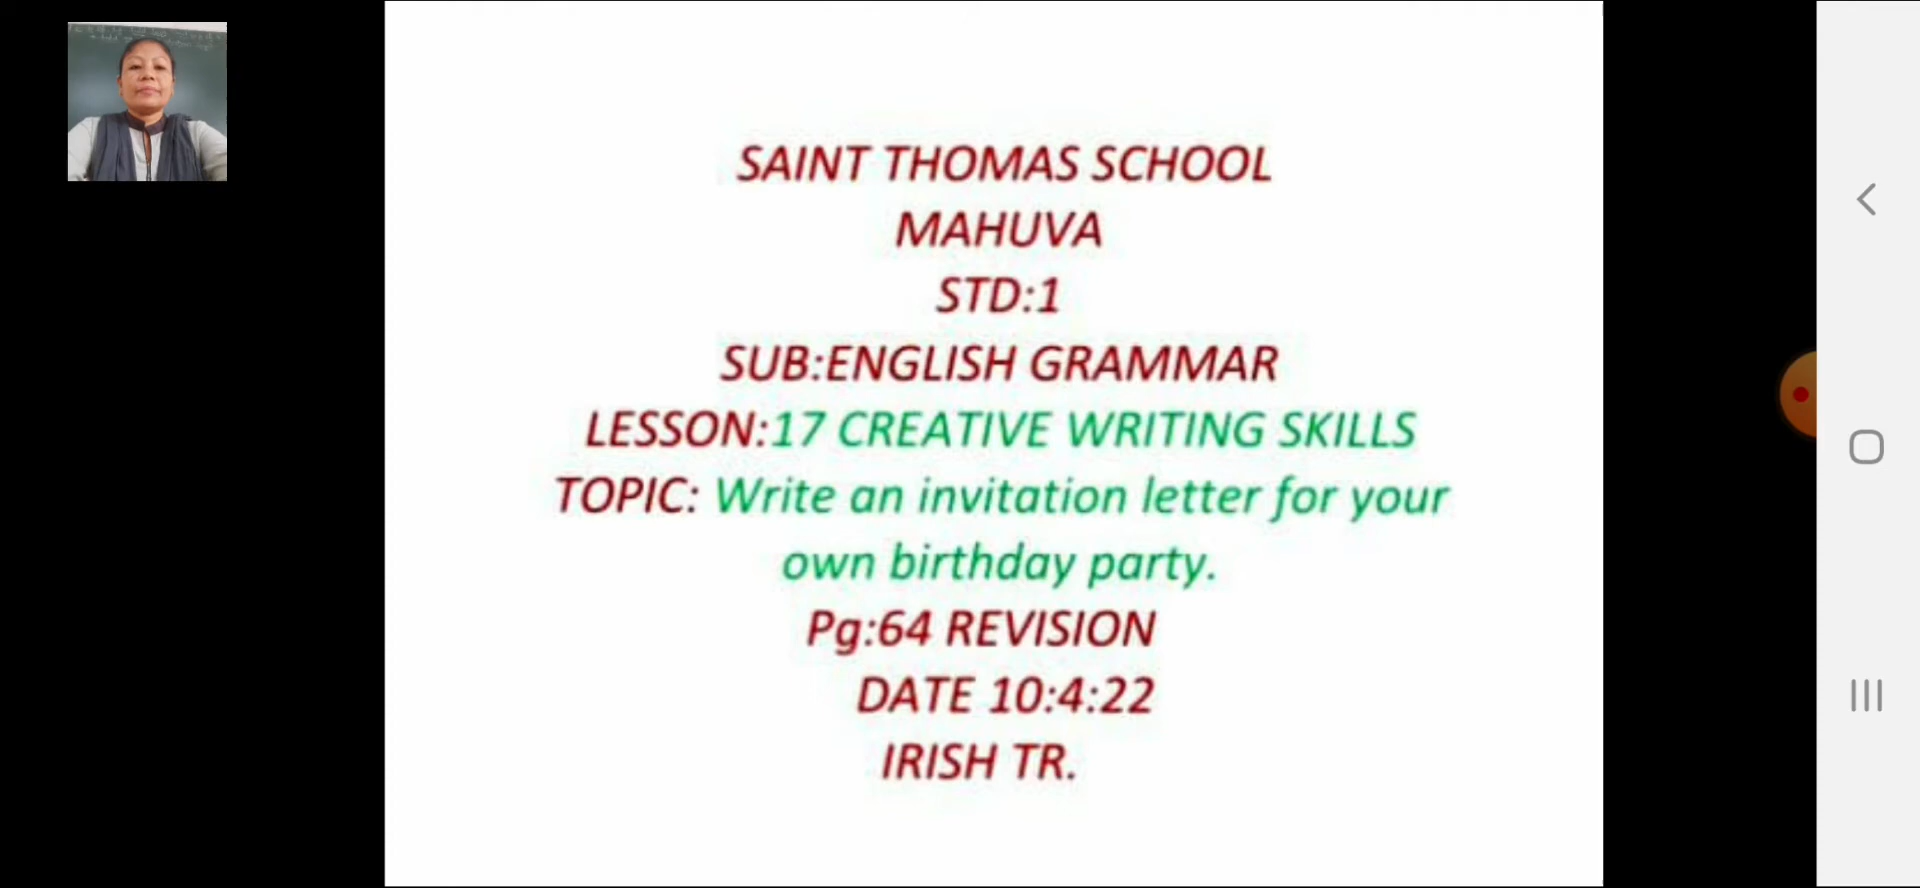 SAINT THOMAS SCHOOL
MAHUVA
STD:1
SUB:ENGLISH GRAMMAR
LESSON:17 CREATIVE WRITING SKILLS
TOPIC: Write an invitation letter for your
own birthday party.
Pg:64 REVISION
DATE 10:4:22
IRISH TR.